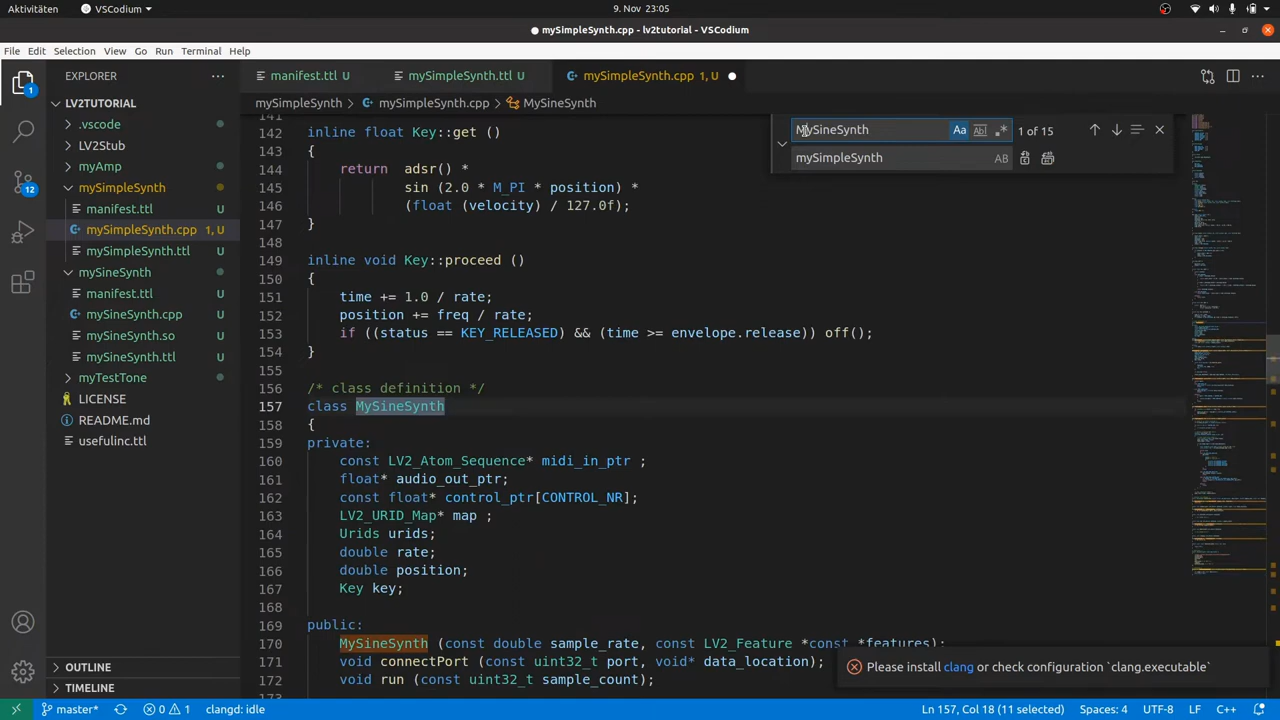 Aktivitäten
VSCodium
9. Nov 23:05
mySimpleSynth.cpp - lv2tutorial - VSCodium
File Edit Selection View Go Run Terminal Help
EXPLORER
LV2TUTORIAL
.vscode
LV2Stub
myAmp
mySimpleSynth
manifest.ttl U
mySimpleSynth.cpp 1, U
mySimpleSynth.ttl U
mySineSynth
manifest.ttl U
mySineSynth.cpp U
mySineSynth.so U
mySineSynth.ttl U
myTestTone
LICENSE
README.md
usefulinc.ttl
OUTLINE
TIMELINE
1
12
manifest.ttl U
mySimpleSynth.ttl U
mySimpleSynth.cpp 1, U
mySimpleSynth > mySimpleSynth.cpp > MySineSynth
MySineSynth Aa Abl .* 1 of 15
mySimpleSynth AB
141
142 inline float Key::get ()
143 {
144 return adsr() *
145 sin (2.0 * M_PI * position) *
146 (float (velocity) / 127.0f);
147 }
148
149 inline void Key::proceed ()
150 {
151 time += 1.0 / rate;
152 position += freq / rate;
153 if ((status == KEY_RELEASED) && (time >= envelope.release)) off();
154 }
155
156 /* class definition */
157 class MySineSynth
158 {
159 private:
160 const LV2_Atom_Sequence* midi_in_ptr ;
161 float* audio_out_ptr;
162 const float* control_ptr[CONTROL_NR];
163 LV2_URID_Map* map ;
164 Urids urids;
165 double rate;
166 double position;
167 Key key;
168
169 public:
170 MySineSynth (const double sample_rate, const LV2_Feature *const *features);
171 void connectPort (const uint32_t port, void* data_location);
172 void run (const uint32_t sample_count);
173
Please install clang or check configuration `clang.executable`
master* 0 1 clangd: idle Ln 157, Col 18 (11 selected) Spaces: 4 UTF-8 LF C++